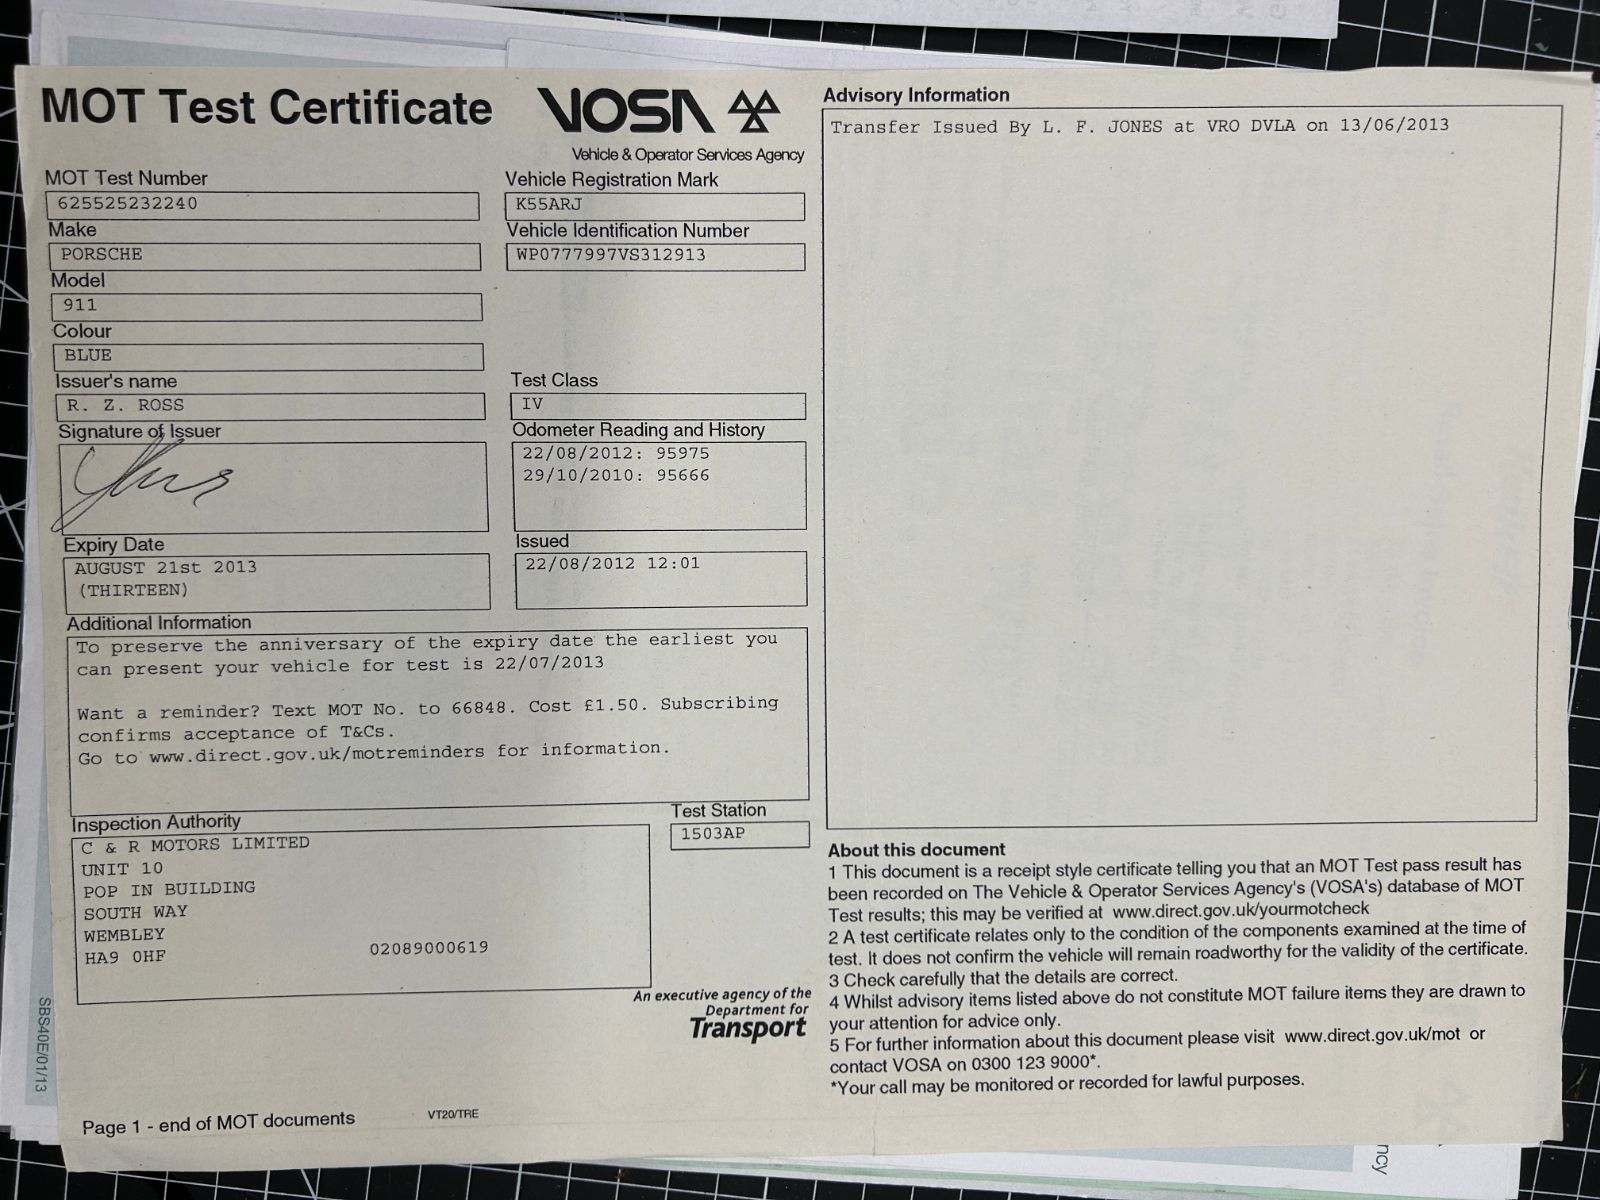 MOT Test Certificate
VOSA
Vehicle & Operator Services Agency
MOT Test Number
625525232240
Vehicle Registration Mark
K55ARJ
Make
PORSCHE
Vehicle Identification Number
WP0777997VS312913
Model
911
Colour
BLUE
Issuer's name
R. Z. ROSS
Test Class
IV
Signature of Issuer
Odometer Reading and History
22/08/2012: 95975
29/10/2010: 95666
Expiry Date
AUGUST 21st 2013
(THIRTEEN)
Issued
22/08/2012 12:01
Additional Information
To preserve the anniversary of the expiry date the earliest you
can present your vehicle for test is 22/07/2013
Want a reminder? Text MOT No. to 66848. Cost £1.50. Subscribing
confirms acceptance of T&Cs.
Go to www.direct.gov.uk/motreminders for information.
Inspection Authority
C & R MOTORS LIMITED
UNIT 10
POP IN BUILDING
SOUTH WAY
WEMBLEY
HA9 0HF
02089000619
Test Station
1503AP
An executive agency of the
Department for
Transport
Page 1 - end of MOT documents
VT20/TRE
Advisory Information
Transfer Issued By L. F. JONES at VRO DVLA on 13/06/2013
About this document
1 This document is a receipt style certificate telling you that an MOT Test pass result has
been recorded on The Vehicle & Operator Services Agency's (VOSA's) database of MOT
Test results; this may be verified at www.direct.gov.uk/yourmotcheck
2 A test certificate relates only to the condition of the components examined at the time of
test. It does not confirm the vehicle will remain roadworthy for the validity of the certificate.
3 Check carefully that the details are correct.
4 Whilst advisory items listed above do not constitute MOT failure items they are drawn to
your attention for advice only.
5 For further information about this document please visit www.direct.gov.uk/mot or
contact VOSA on 0300 123 9000*.
*Your call may be monitored or recorded for lawful purposes.
SBS40E/01/13
ncy